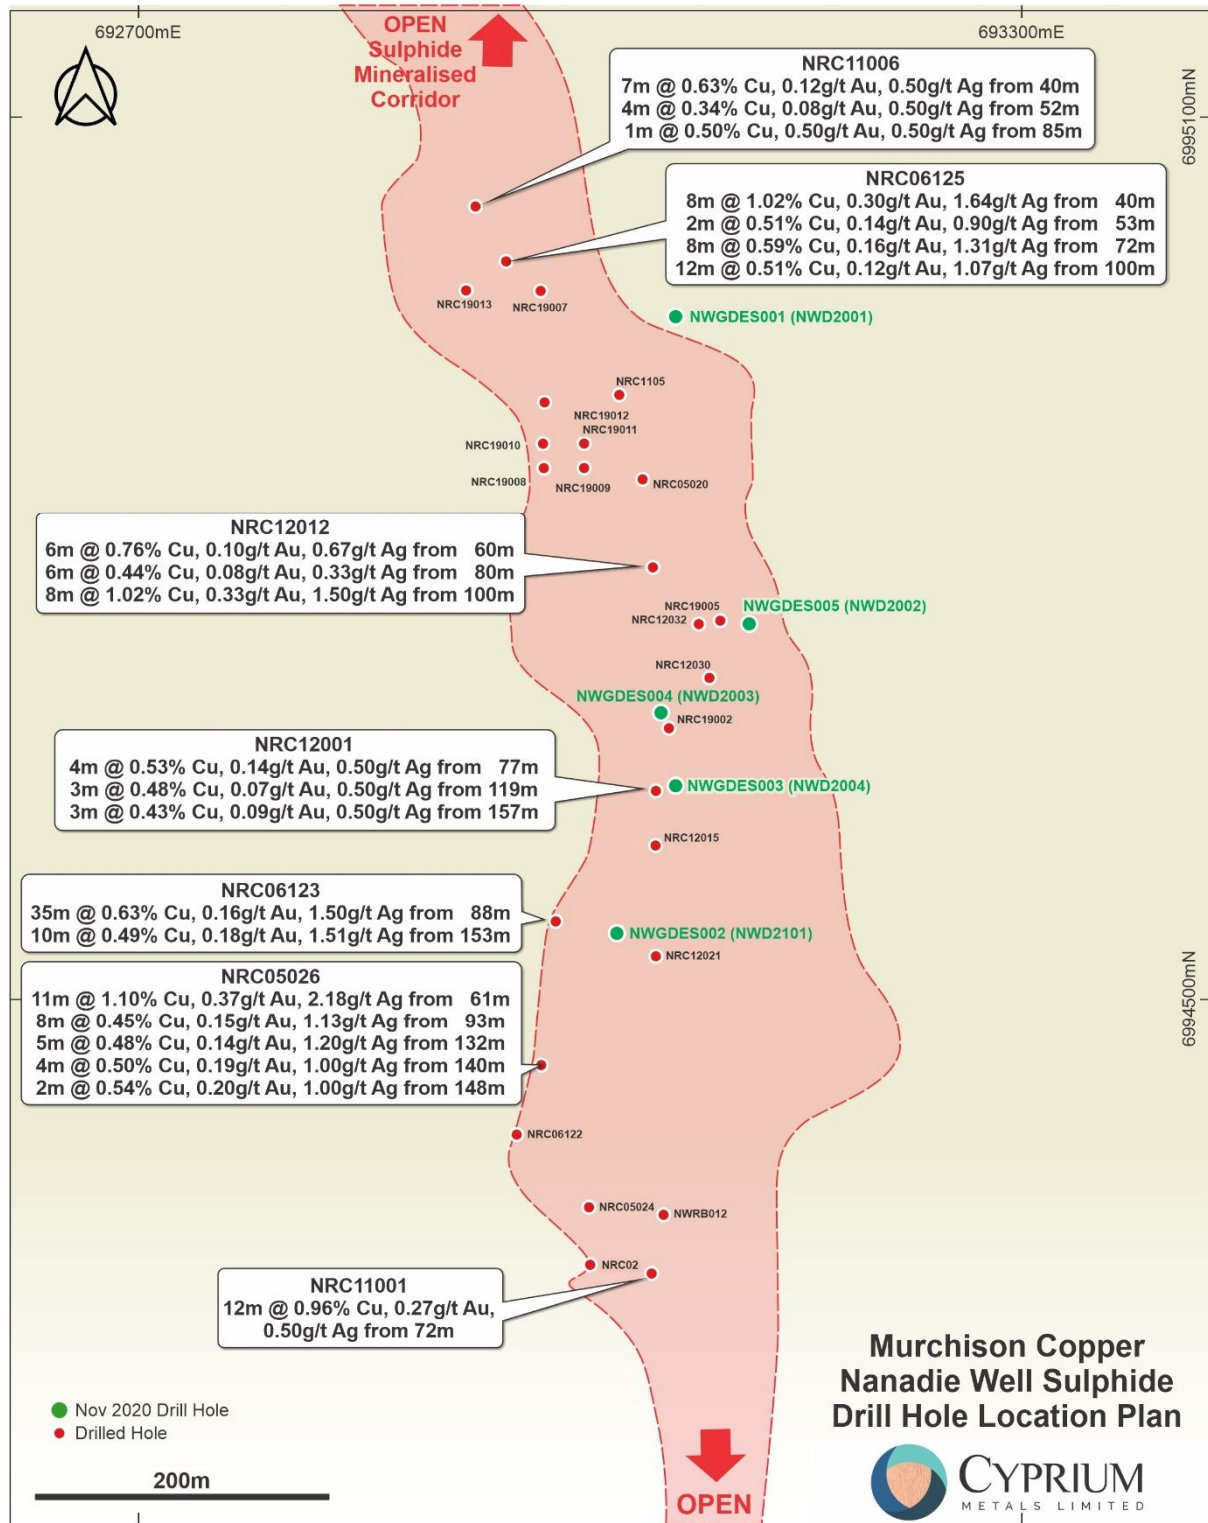 692700mE
693300mE
OPEN
Sulphide
Mineralised
Corridor
6995100mN
NRC11006
7m @ 0.63% Cu, 0.12g/t Au, 0.50g/t Ag from 40m
4m @ 0.34% Cu, 0.08g/t Au, 0.50g/t Ag from 52m
1m @ 0.50% Cu, 0.50g/t Au, 0.50g/t Ag from 85m
NRC06125
8m @ 1.02% Cu, 0.30g/t Au, 1.64g/t Ag from 40m
2m @ 0.51% Cu, 0.14g/t Au, 0.90g/t Ag from 53m
8m @ 0.59% Cu, 0.16g/t Au, 1.31g/t Ag from 72m
12m @ 0.51% Cu, 0.12g/t Au, 1.07g/t Ag from 100m
NRC19013
NRC19007
NWGDES001 (NWD2001)
NRC1105
NRC19012
NRC19011
NRC19010
NRC19008
NRC19009
NRC05020
NRC12012
6m @ 0.76% Cu, 0.10g/t Au, 0.67g/t Ag from 60m
6m @ 0.44% Cu, 0.08g/t Au, 0.33g/t Ag from 80m
8m @ 1.02% Cu, 0.33g/t Au, 1.50g/t Ag from 100m
NRC19005
NRC12032
NWGDES005 (NWD2002)
NRC12030
NWGDES004 (NWD2003)
NRC19002
NRC12001
4m @ 0.53% Cu, 0.14g/t Au, 0.50g/t Ag from 77m
3m @ 0.48% Cu, 0.07g/t Au, 0.50g/t Ag from 119m
3m @ 0.43% Cu, 0.09g/t Au, 0.50g/t Ag from 157m
NWGDES003 (NWD2004)
NRC12015
NRC06123
35m @ 0.63% Cu, 0.16g/t Au, 1.50g/t Ag from 88m
10m @ 0.49% Cu, 0.18g/t Au, 1.51g/t Ag from 153m
NWGDES002 (NWD2101)
NRC12021
6994500mN
NRC05026
11m @ 1.10% Cu, 0.37g/t Au, 2.18g/t Ag from 61m
8m @ 0.45% Cu, 0.15g/t Au, 1.13g/t Ag from 93m
5m @ 0.48% Cu, 0.14g/t Au, 1.20g/t Ag from 132m
4m @ 0.50% Cu, 0.19g/t Au, 1.00g/t Ag from 140m
2m @ 0.54% Cu, 0.20g/t Au, 1.00g/t Ag from 148m
NRC06122
NRC05024
NWRB012
NRC02
NRC11001
12m @ 0.96% Cu, 0.27g/t Au,
0.50g/t Ag from 72m
Murchison Copper
Nanadie Well Sulphide
Drill Hole Location Plan
Nov 2020 Drill Hole
Drilled Hole
200m
OPEN
CYPRIUM
METALS LIMITED